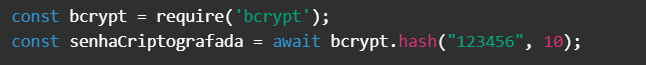 const bcrypt = require('bcrypt');
const senhaCriptografada = await bcrypt.hash("123456", 10);